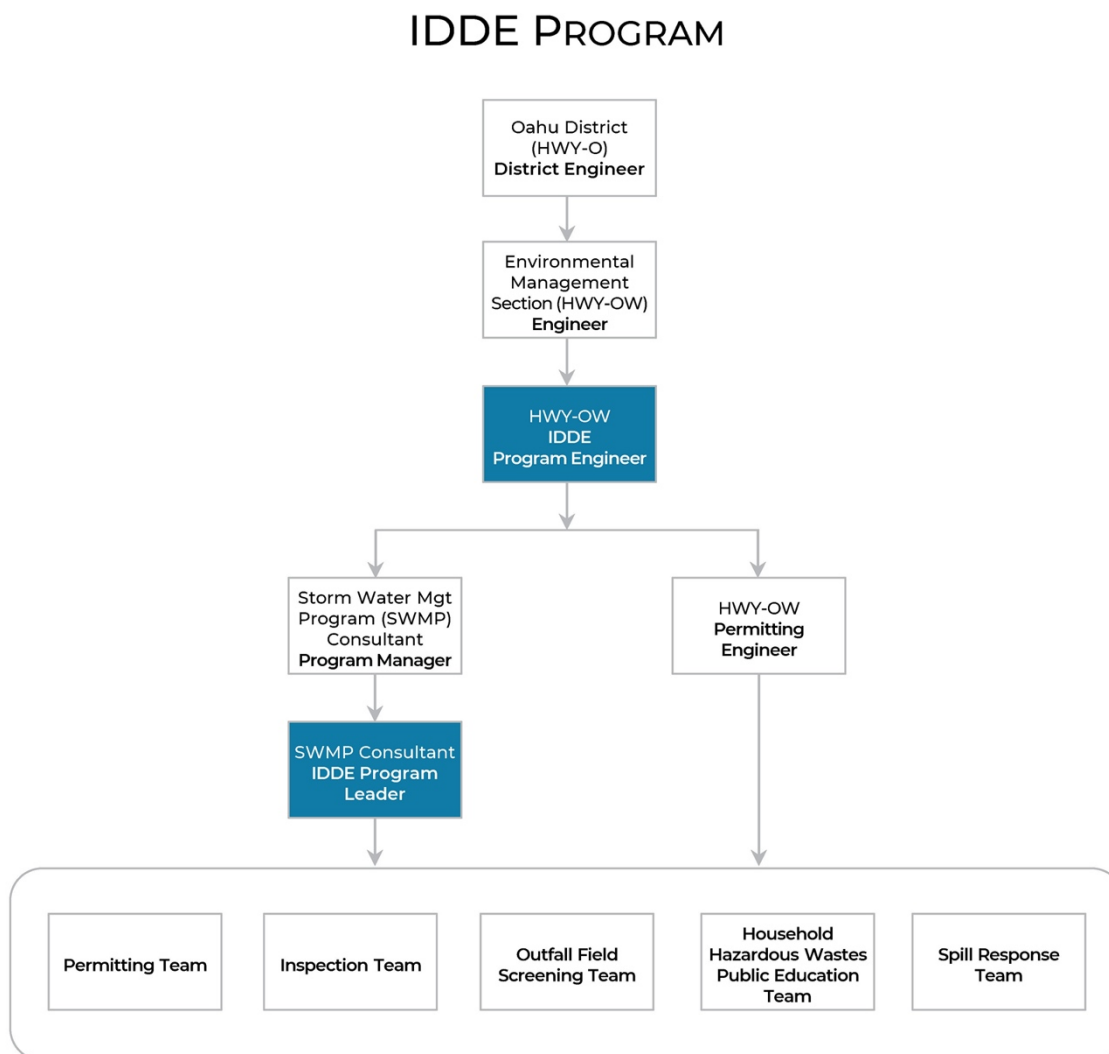 IDDE PROGRAM
Oahu District
(HWY-O)
District Engineer
Environmental
Management
Section (HWY-OW)
Engineer
HWY-OW
IDDE
Program Engineer
Storm Water Mgt
Program (SWMP)
Consultant
Program Manager
HWY-OW
Permitting
Engineer
SWMP Consultant
IDDE Program
Leader
Permitting Team
Inspection Team
Outfall Field
Screening Team
Household
Hazardous Wastes
Public Education
Team
Spill Response
Team